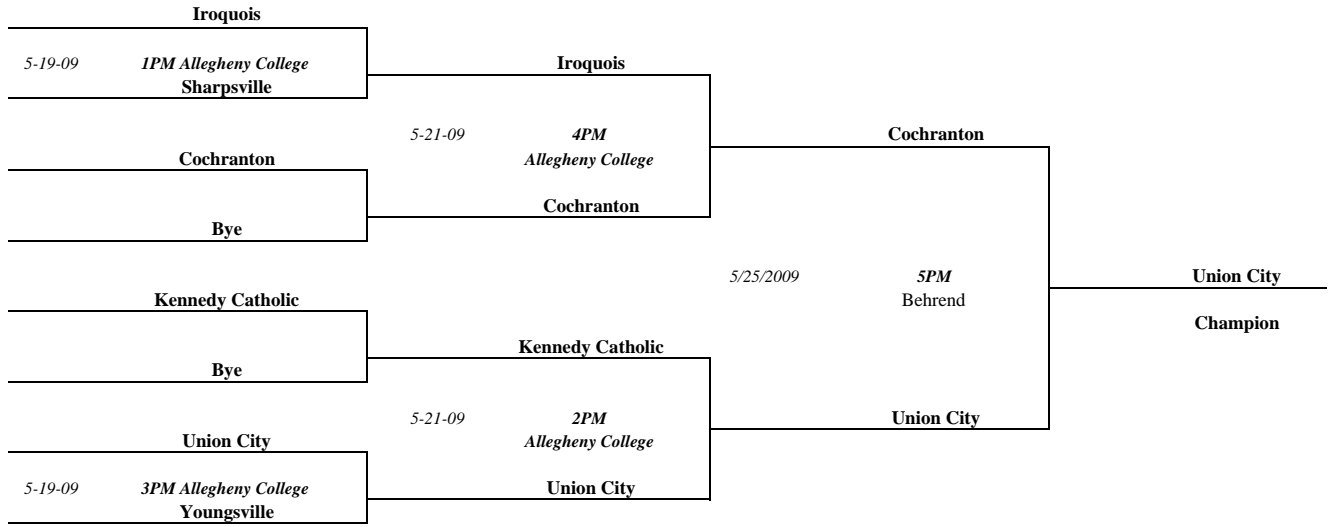 Iroquois
5-19-09 1PM Allegheny College
Sharpsville
Iroquois
5-21-09 4PM
Allegheny College
Cochranton
Cochranton
Cochranton
Bye
5/25/2009 5PM
Behrend
Union City
Champion
Kennedy Catholic
Kennedy Catholic
Bye
5-21-09 2PM
Allegheny College
Union City
Union City
Union City
5-19-09 3PM Allegheny College
Youngsville